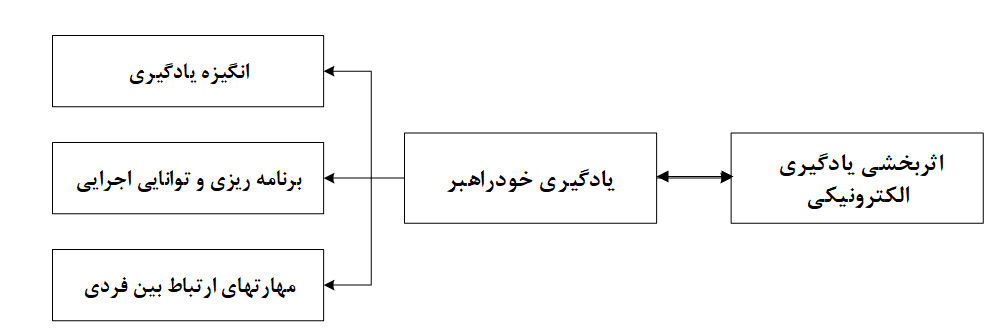 انگیزه یادگیری
برنامه ریزی و توانایی اجرایی
مهارتهای ارتباط بین فردی
یادگیری خودراهبر
اثربخشی یادگیری
الکترونیکی